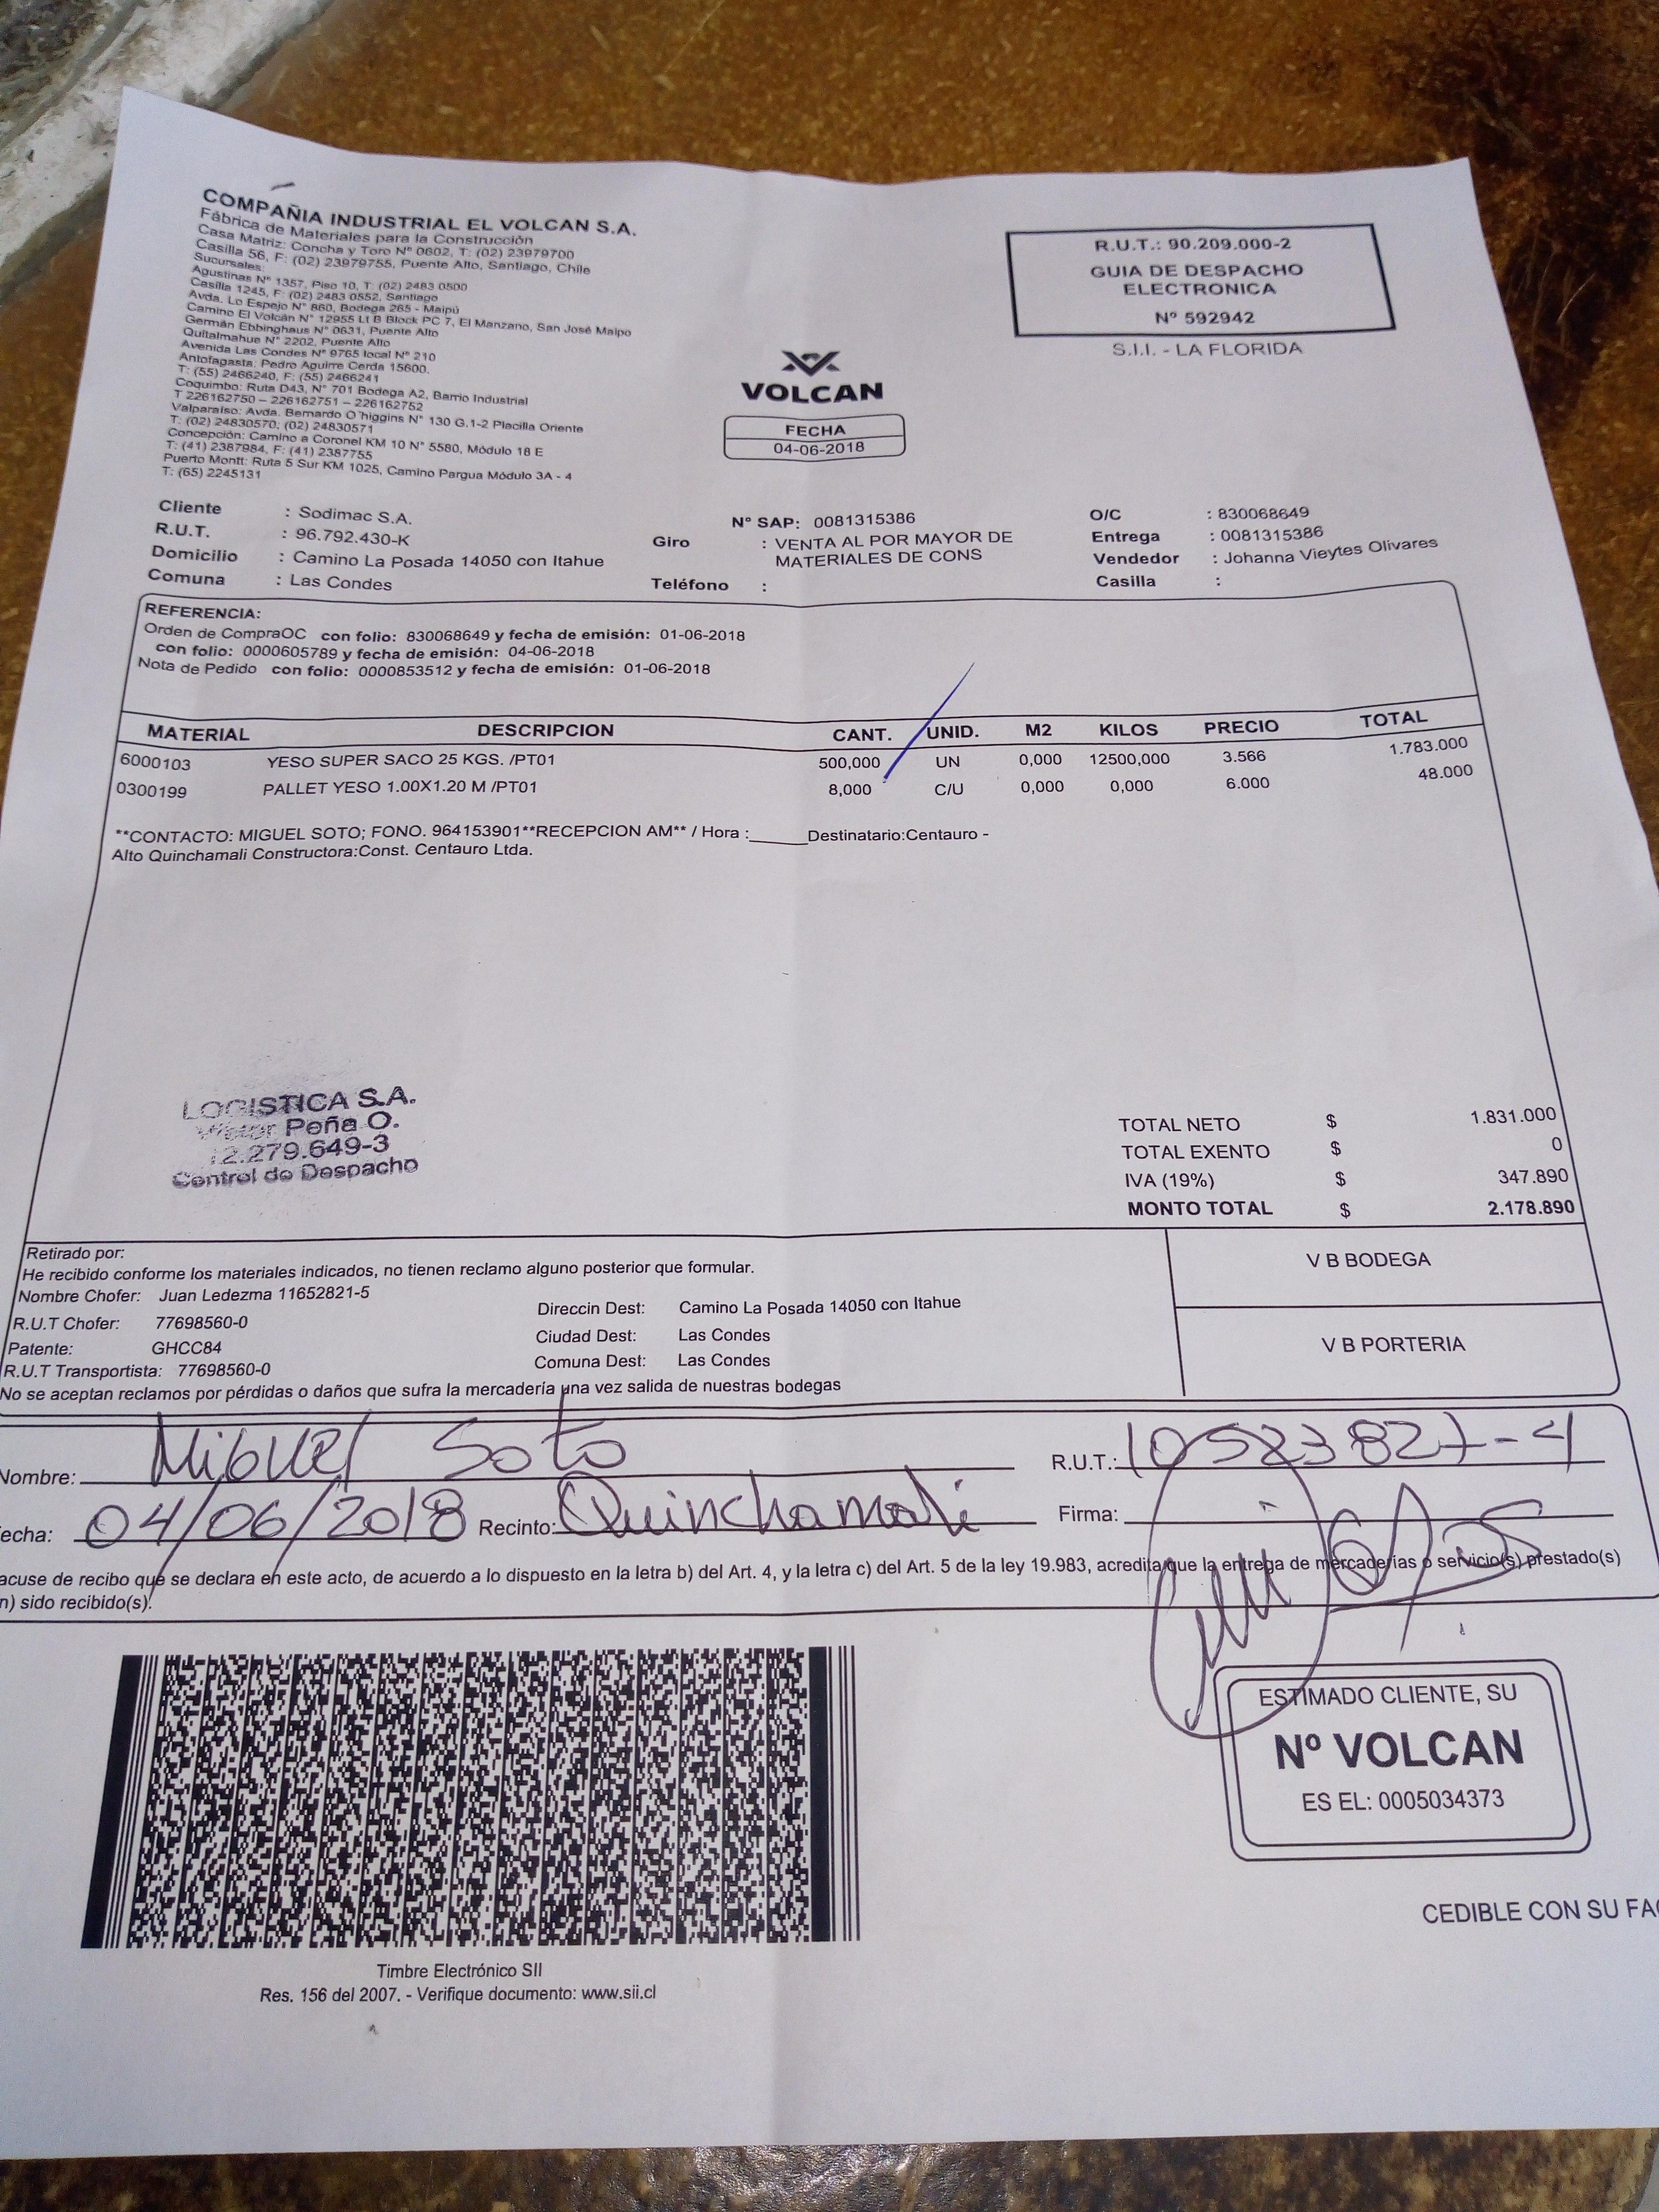 COMPAÑIA INDUSTRIAL EL VOLCAN S.A.
Fábrica de Materiales para la Construcción
Casa Matriz: Concha y Toro Nº 0602, T: (02) 23979700
Casilla 56, F: (02) 23979755, Puente Alto, Santiago, Chile
Sucursales:
Agustinas Nº 1357, Piso 10, T: (02) 2483 0500
Casilla 1245, F: (02) 2483 0552, Santiago
Avda. Lo Espejo N° 860, Bodega 265 - Maipú
Camino El Volcán N° 12955 Lt B Block PC 7, El Manzano, San José Maipo
Germán Ebbinghaus N° 0631, Puente Alto
Quitalmahue N° 2202, Puente Alto
Avenida Las Condes N° 9765 local N° 210
Antofagasta: Pedro Aguirre Cerda 15600.
T: (55) 2466240, F: (55) 2466241
Coquimbo: Ruta D43, N° 701 Bodega A2, Barrio Industrial
T 226162750 – 226162751 – 226162752
Valparaíso: Avda. Bernardo O´higgins N° 130 G.1-2 Placilla Oriente
T: (02) 24830570; (02) 24830571
Concepción: Camino a Coronel KM 10 N° 5580, Módulo 18 E
T: (41) 2387984, F: (41) 2387755
Puerto Montt: Ruta 5 Sur KM 1025, Camino Pargua Módulo 3A - 4
T: (65) 2245131
VOLCAN
FECHA
04-06-2018
R.U.T.: 90.209.000-2
GUIA DE DESPACHO
ELECTRONICA
Nº 592942
S.I.I. - LA FLORIDA
Cliente : Sodimac S.A.
R.U.T. : 96.792.430-K
Domicilio : Camino La Posada 14050 con Itahue
Comuna : Las Condes
Nº SAP: 0081315386
Giro : VENTA AL POR MAYOR DE
MATERIALES DE CONS
Teléfono :
O/C : 830068649
Entrega : 0081315386
Vendedor : Johanna Vieytes Olivares
Casilla :
REFERENCIA:
Orden de CompraOC con folio: 830068649 y fecha de emisión: 01-06-2018
con folio: 0000605789 y fecha de emisión: 04-06-2018
Nota de Pedido con folio: 0000853512 y fecha de emisión: 01-06-2018
MATERIAL DESCRIPCION CANT. UNID. M2 KILOS PRECIO TOTAL
6000103 YESO SUPER SACO 25 KGS. /PT01 500,000 UN 0,000 12500,000 3.566 1.783.000
0300199 PALLET YESO 1.00X1.20 M /PT01 8,000 C/U 0,000 0,000 6.000 48.000
**CONTACTO: MIGUEL SOTO; FONO. 964153901**RECEPCION AM** / Hora :______Destinatario:Centauro -
Alto Quinchamali Constructora:Const. Centauro Ltda.
LOGISTICA S.A.
Peña O.
2.279.649-3
Control de Despacho
TOTAL NETO $ 1.831.000
TOTAL EXENTO $ 0
IVA (19%) $ 347.890
MONTO TOTAL $ 2.178.890
Retirado por:
He recibido conforme los materiales indicados, no tienen reclamo alguno posterior que formular.
Nombre Chofer: Juan Ledezma 11652821-5
R.U.T Chofer: 77698560-0
Patente: GHCC84
R.U.T Transportista: 77698560-0
Direccin Dest: Camino La Posada 14050 con Itahue
Ciudad Dest: Las Condes
Comuna Dest: Las Condes
No se aceptan reclamos por pérdidas o daños que sufra la mercadería una vez salida de nuestras bodegas
V B BODEGA
V B PORTERIA
Nombre: Miguel Soto R.U.T.: 10523827-4
echa: 04/06/2018 Recinto: Quinchamali Firma:
acuse de recibo que se declara en este acto, de acuerdo a lo dispuesto en la letra b) del Art. 4, y la letra c) del Art. 5 de la ley 19.983, acredita que la entrega de mercaderías o servicio(s) prestado(s)
n) sido recibido(s).
Timbre Electrónico SII
Res. 156 del 2007. - Verifique documento: www.sii.cl
ESTIMADO CLIENTE, SU
Nº VOLCAN
ES EL: 0005034373
CEDIBLE CON SU FAC